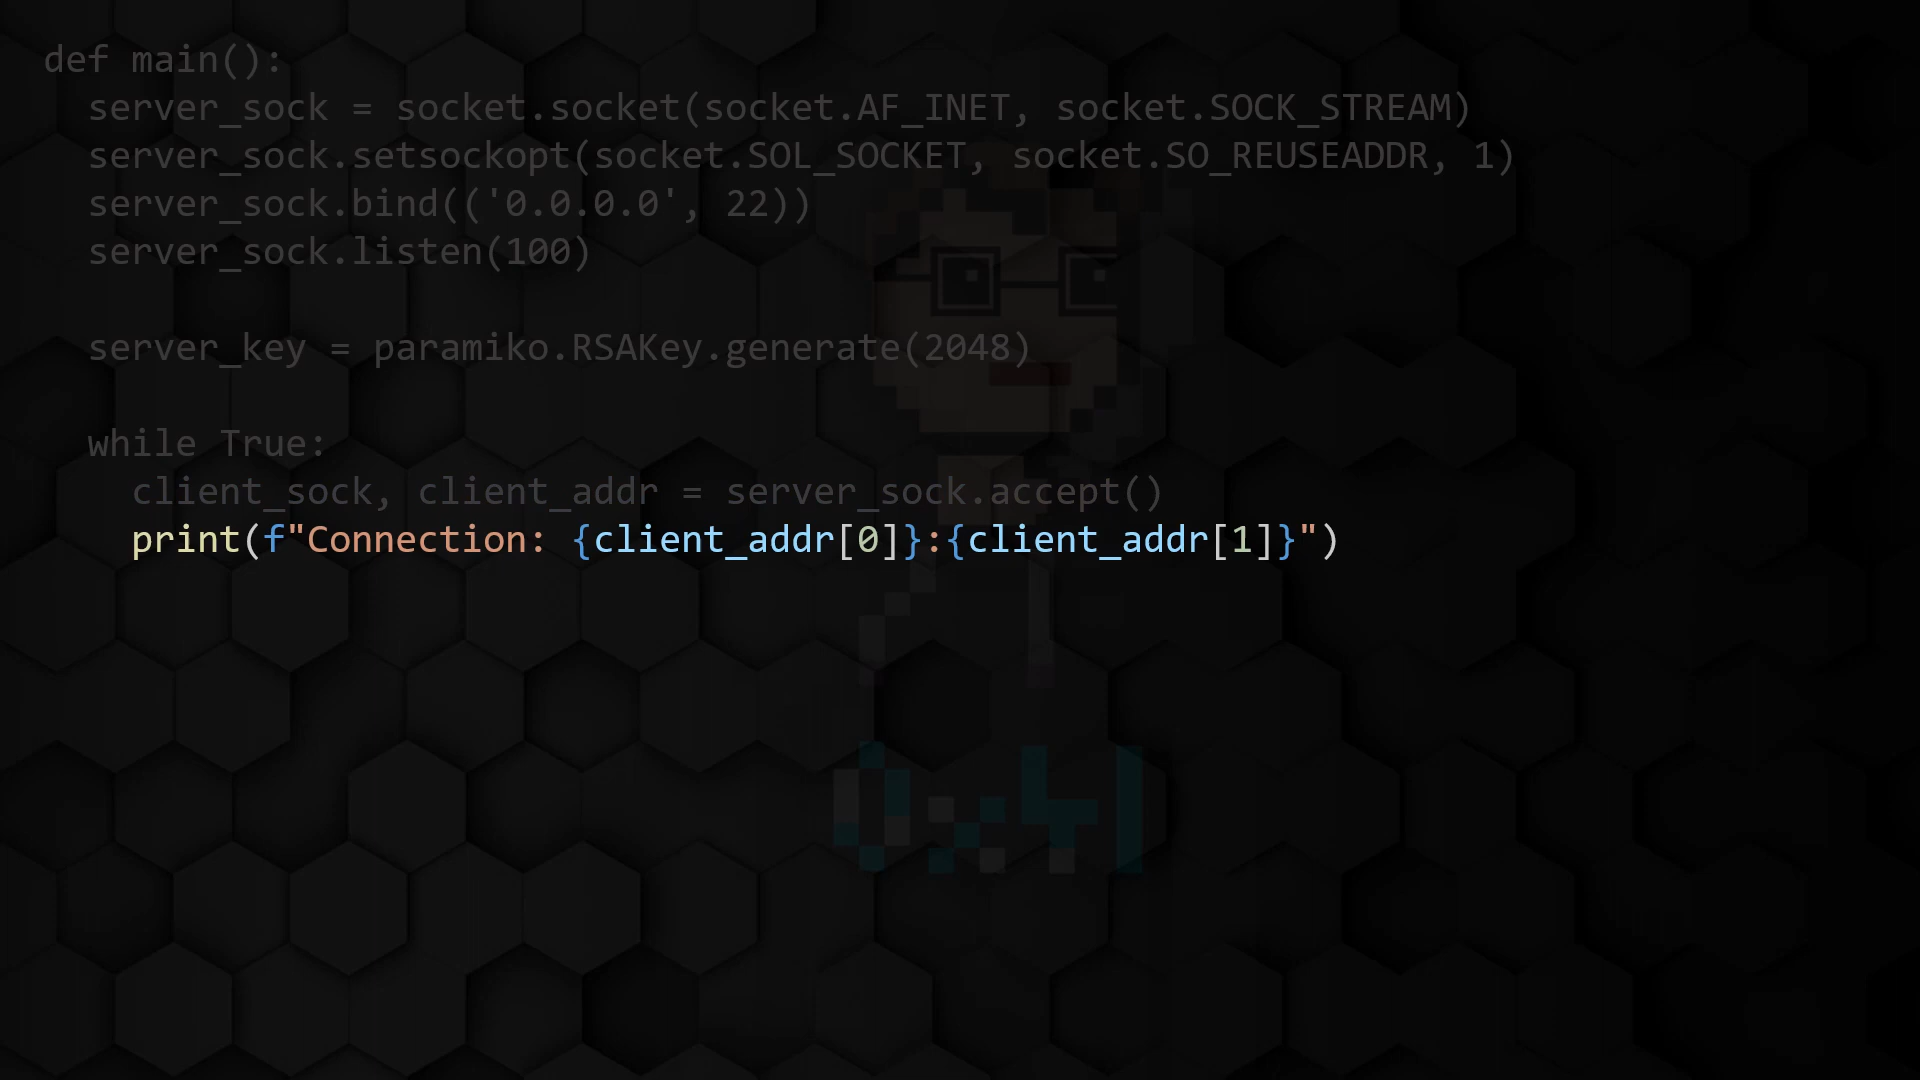 def main():
  server_sock = socket.socket(socket.AF_INET, socket.SOCK_STREAM)
  server_sock.setsockopt(socket.SOL_SOCKET, socket.SO_REUSEADDR, 1)
  server_sock.bind(('0.0.0.0', 22))
  server_sock.listen(100)

  server_key = paramiko.RSAKey.generate(2048)

  while True:
    client_sock, client_addr = server_sock.accept()
    print(f"Connection: {client_addr[0]}:{client_addr[1]}")
0x41